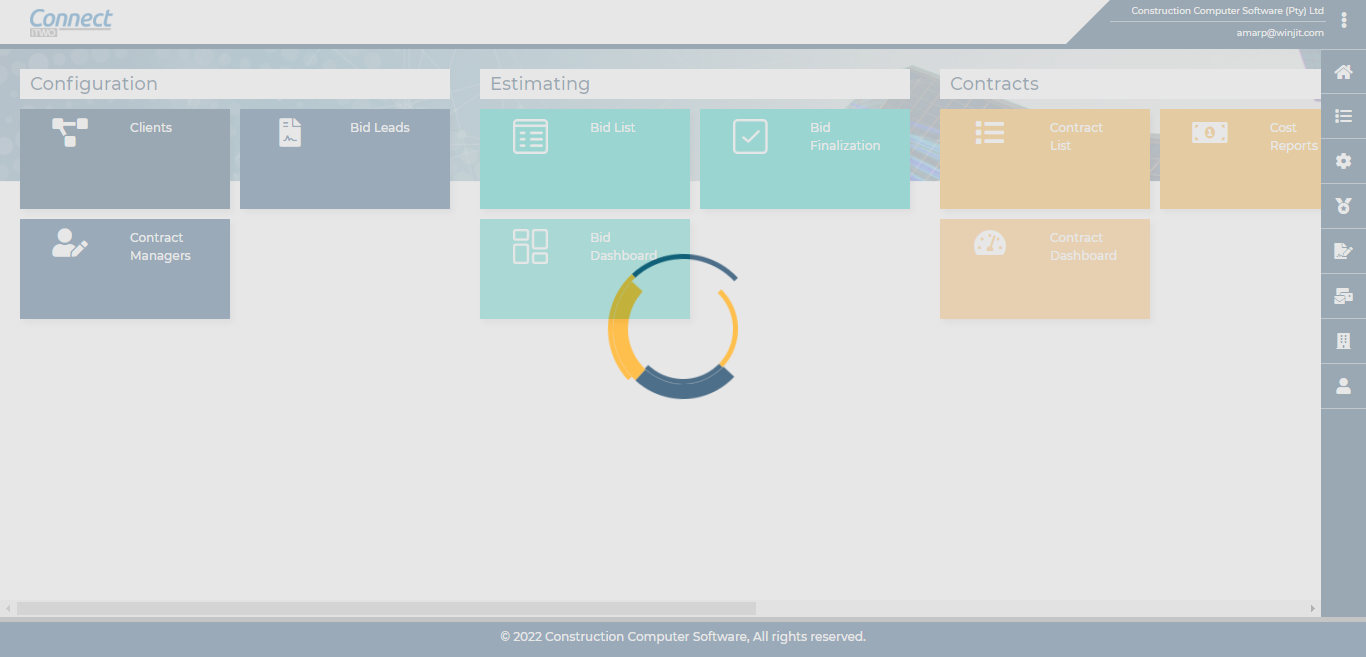 Connect
iTWO
Construction Computer Software (Pty) Ltd
amarp@winjit.com
Configuration
Estimating
Contracts
Clients
Bid Leads
Bid List
Bid
Finalization
Contract
List
Cost
Reports
Contract
Managers
Bid
Dashboard
Contract
Dashboard
© 2022 Construction Computer Software, All rights reserved.